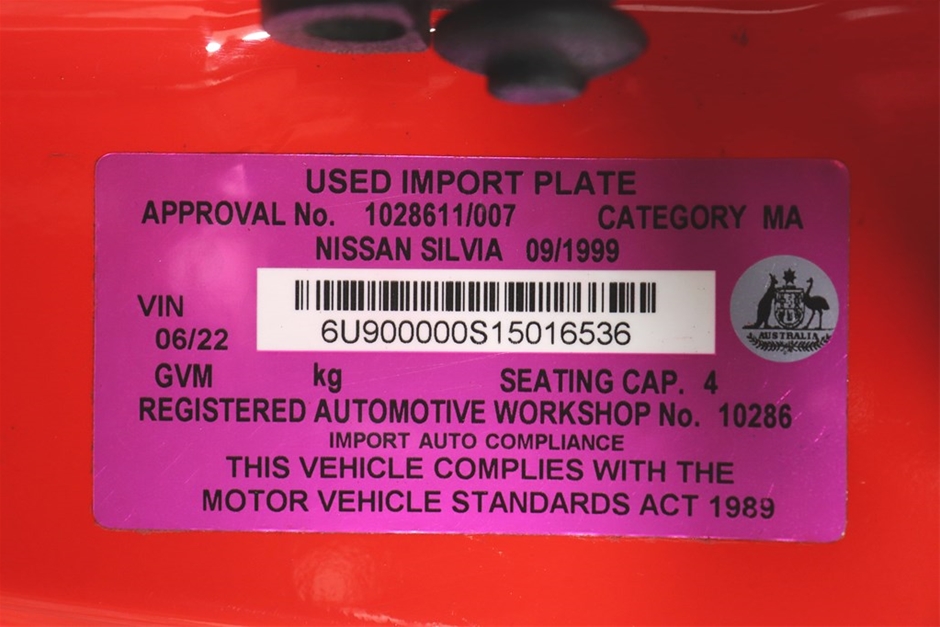 USED IMPORT PLATE
APPROVAL No. 1028611/007 CATEGORY MA
NISSAN SILVIA 09/1999
VIN
06/22
6U900000S15016536
AUSTRALIA
GVM kg SEATING CAP. 4
REGISTERED AUTOMOTIVE WORKSHOP No. 10286
IMPORT AUTO COMPLIANCE
THIS VEHICLE COMPLIES WITH THE
MOTOR VEHICLE STANDARDS ACT 1989